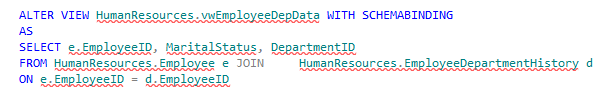 ALTER VIEW HumanResources.vwEmployeeDepData WITH SCHEMABINDING
AS
SELECT e.EmployeeID, MaritalStatus, DepartmentID
FROM HumanResources.Employee e JOIN    HumanResources.EmployeeDepartmentHistory d
ON e.EmployeeID = d.EmployeeID